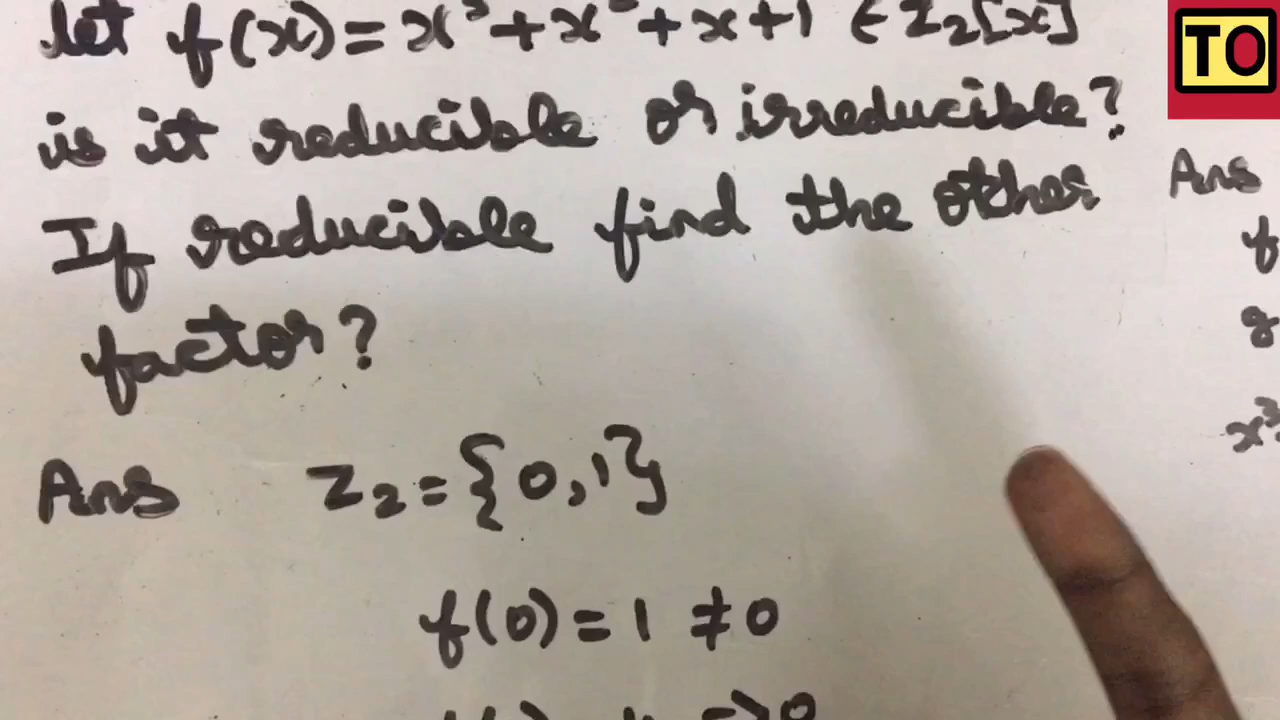 let f(x) = x³ + x² + x + 1 ∈ Z₂[x]
is it reducible or irreducible?
If reducible find the other
factor?
Ans Z₂ = {0,1}
f(0) = 1 ≠ 0
TO
Ans
f
g
x³